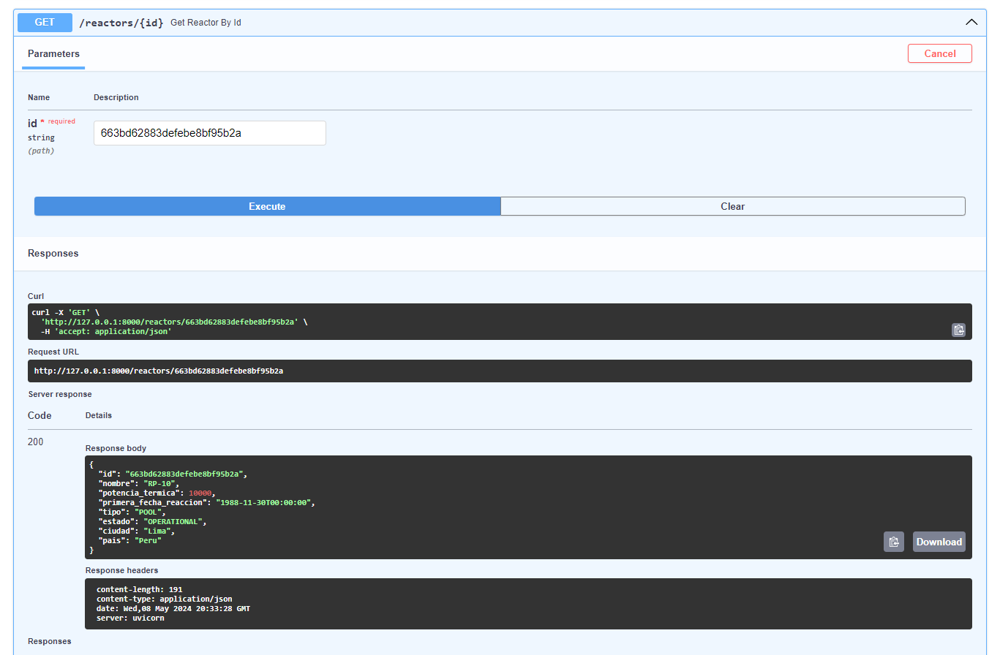 GET /reactors/{id} Get Reactor By Id
Parameters
Cancel
Name Description
id * required
string
(path)
663bd62883defebe8bf95b2a
Execute Clear
Responses
Curl
curl -X 'GET' \
'http://127.0.0.1:8000/reactors/663bd62883defebe8bf95b2a' \
-H 'accept: application/json'
Request URL
http://127.0.0.1:8000/reactors/663bd62883defebe8bf95b2a
Server response
Code Details
200
Response body
{
"id": "663bd62883defebe8bf95b2a",
"nombre": "RP-10",
"potencia_termica": 10000,
"primera_fecha_reaccion": "1988-11-30T00:00:00",
"tipo": "POOL",
"estado": "OPERATIONAL",
"ciudad": "Lima",
"pais": "Peru"
}
Download
Response headers
content-length: 191
content-type: application/json
date: Wed,08 May 2024 20:33:28 GMT
server: uvicorn
Responses